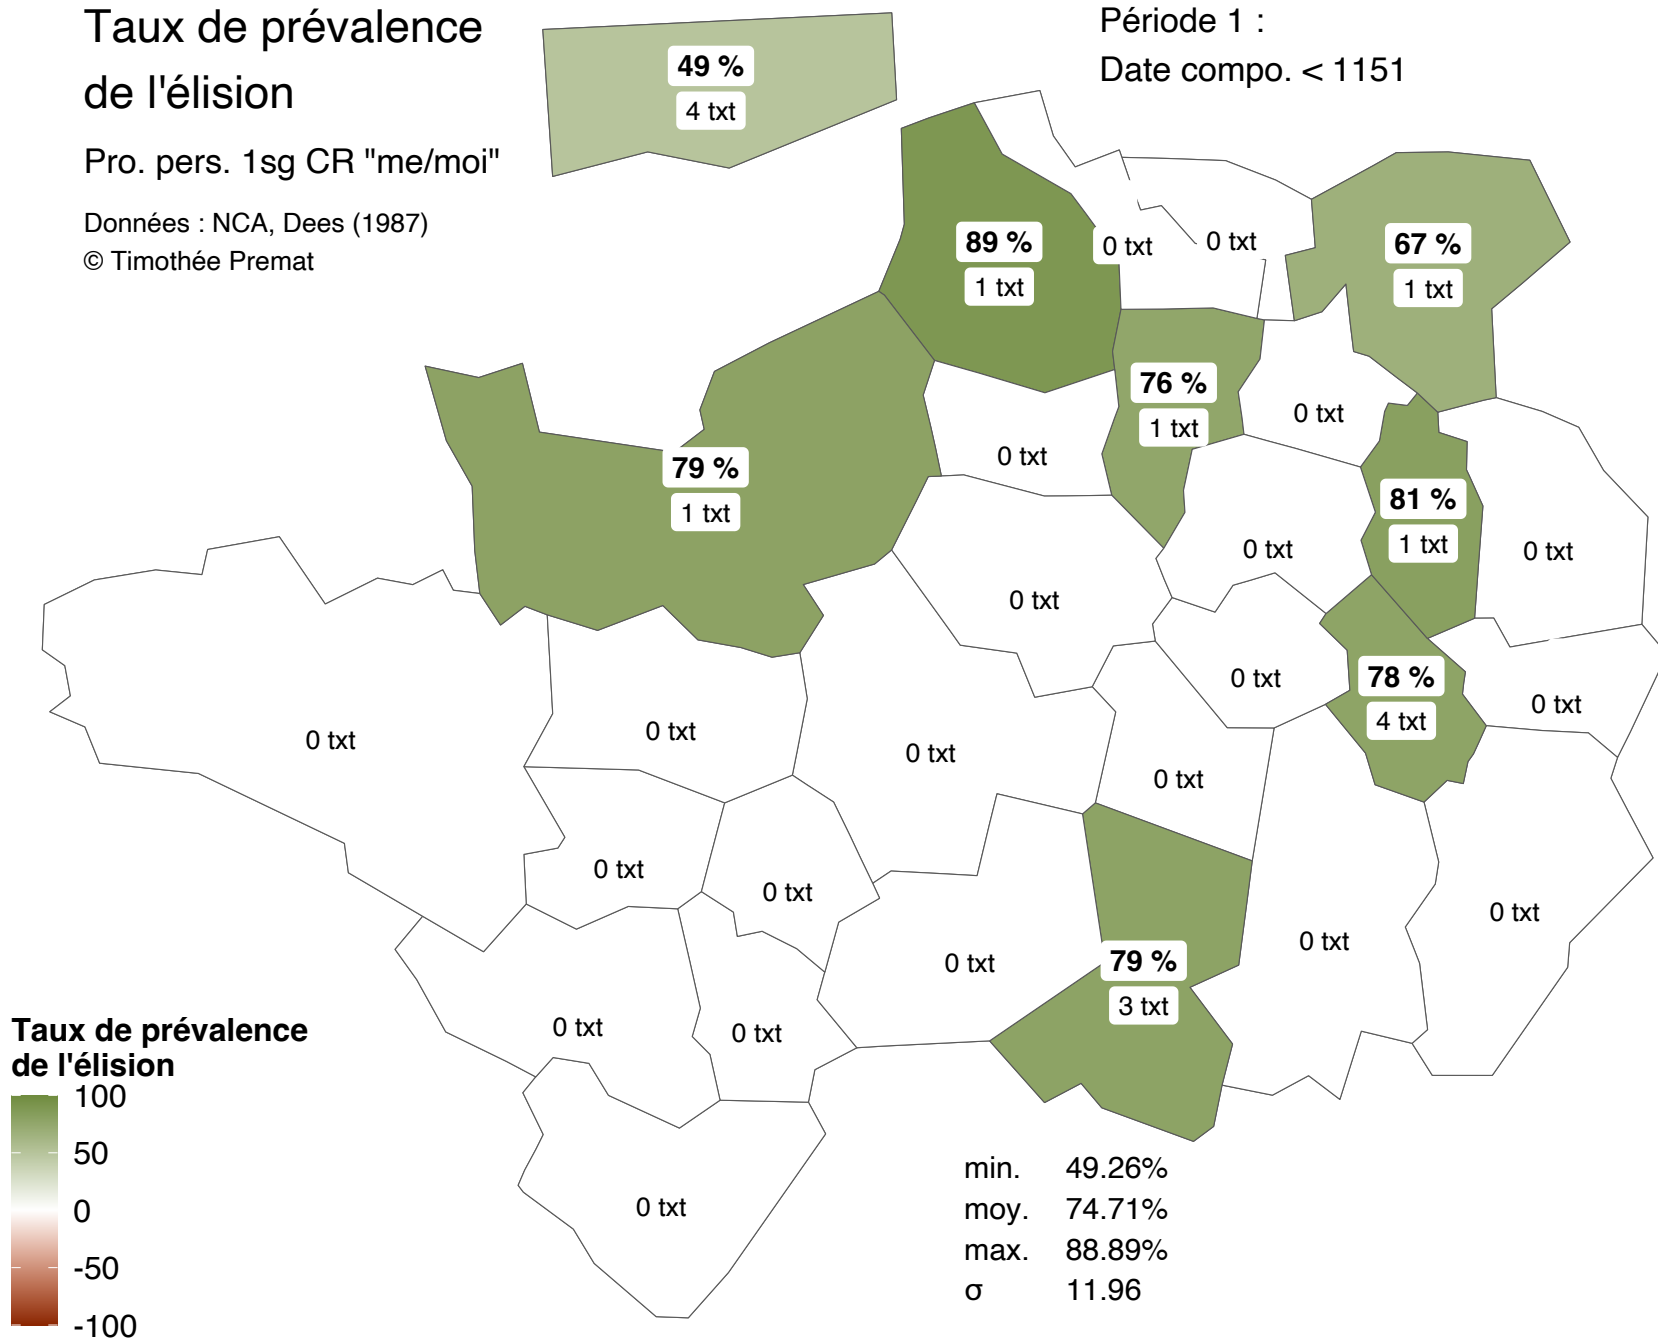 Taux de prévalence
de l'élision
Pro. pers. 1sg CR "me/moi"
Données : NCA, Dees (1987)
© Timothée Premat
Période 1 :
Date compo. < 1151
49 %
4 txt
89 %
1 txt
0 txt
0 txt
67 %
1 txt
76 %
1 txt
0 txt
0 txt
79 %
1 txt
81 %
1 txt
0 txt
0 txt
0 txt
0 txt
78 %
4 txt
0 txt
0 txt
0 txt
0 txt
0 txt
0 txt
0 txt
0 txt
0 txt
0 txt
79 %
3 txt
0 txt
0 txt
0 txt
0 txt
Taux de prévalence
de l'élision
100
50
0
-50
-100
min. 49.26%
moy. 74.71%
max. 88.89%
σ 11.96